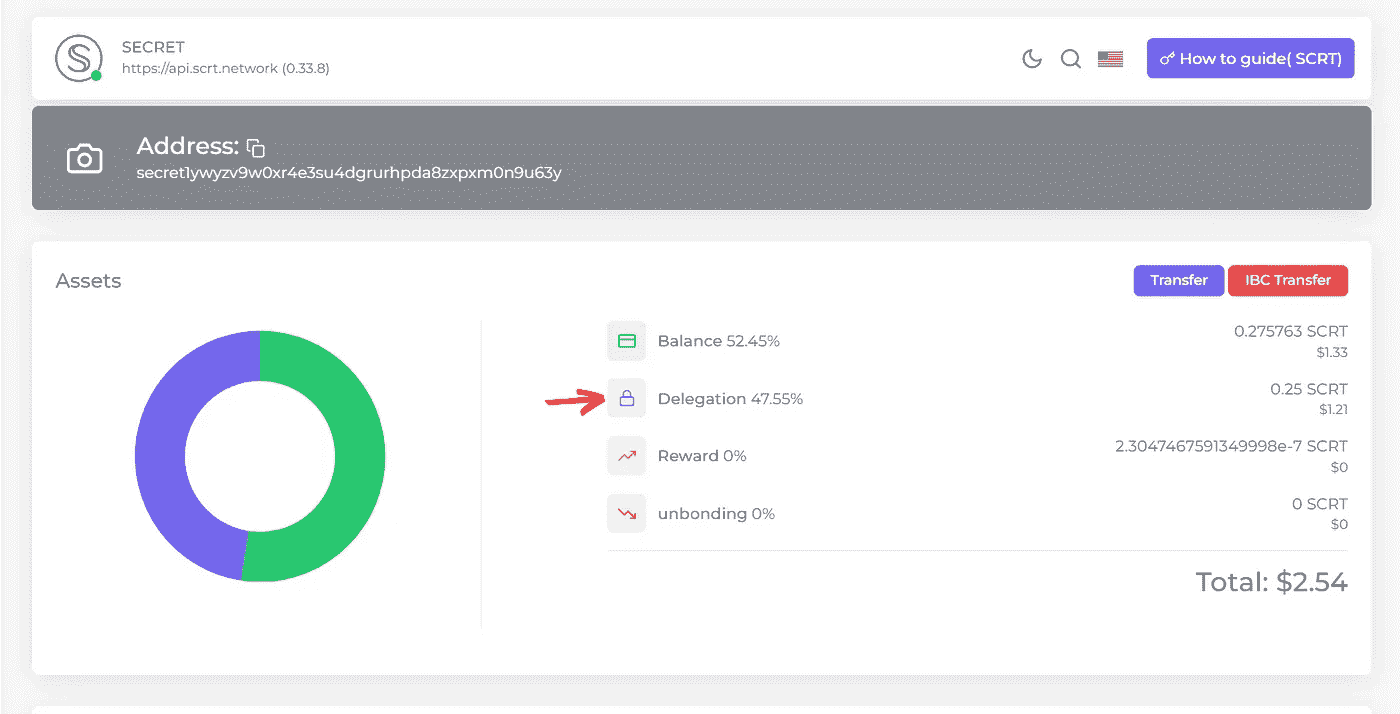 SECRET
https://api.scrt.network (0.33.8)
How to guide( SCRT)
Address:
secret1ywyzv9w0xr4e3su4dgrurhpda8zxpxm0n9u63y
Assets
Transfer IBC Transfer
Balance 52.45% 0.275763 SCRT
$1.33
Delegation 47.55% 0.25 SCRT
$1.21
Reward 0% 2.3047467591349998e-7 SCRT
$0
unbonding 0% 0 SCRT
$0
Total: $2.54